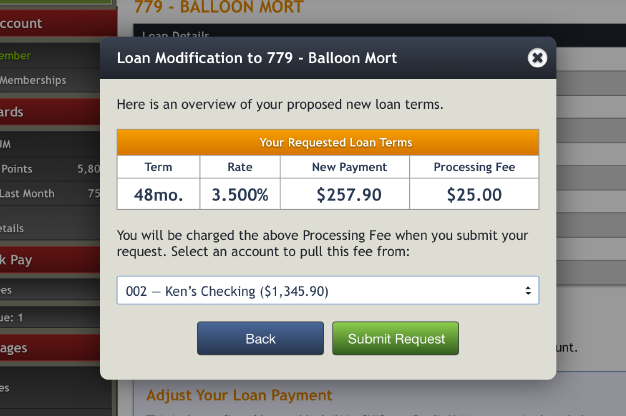 779 - BALLOON MORT
ccount
Loan Details
Loan Modification to 779 - Balloon Mort
ember
Memberships
Here is an overview of your proposed new loan terms.
ards
Your Requested Loan Terms
UM
Term Rate New Payment Processing Fee
Points 5,80
48mo. 3.500% $257.90 $25.00
Last Month 75
etails
You will be charged the above Processing Fee when you submit your
request. Select an account to pull this fee from:
k Pay
es
002 — Ken's Checking ($1,345.90)
ue: 1
Back Submit Request
ages
unt.
es
Adjust Your Loan Payment